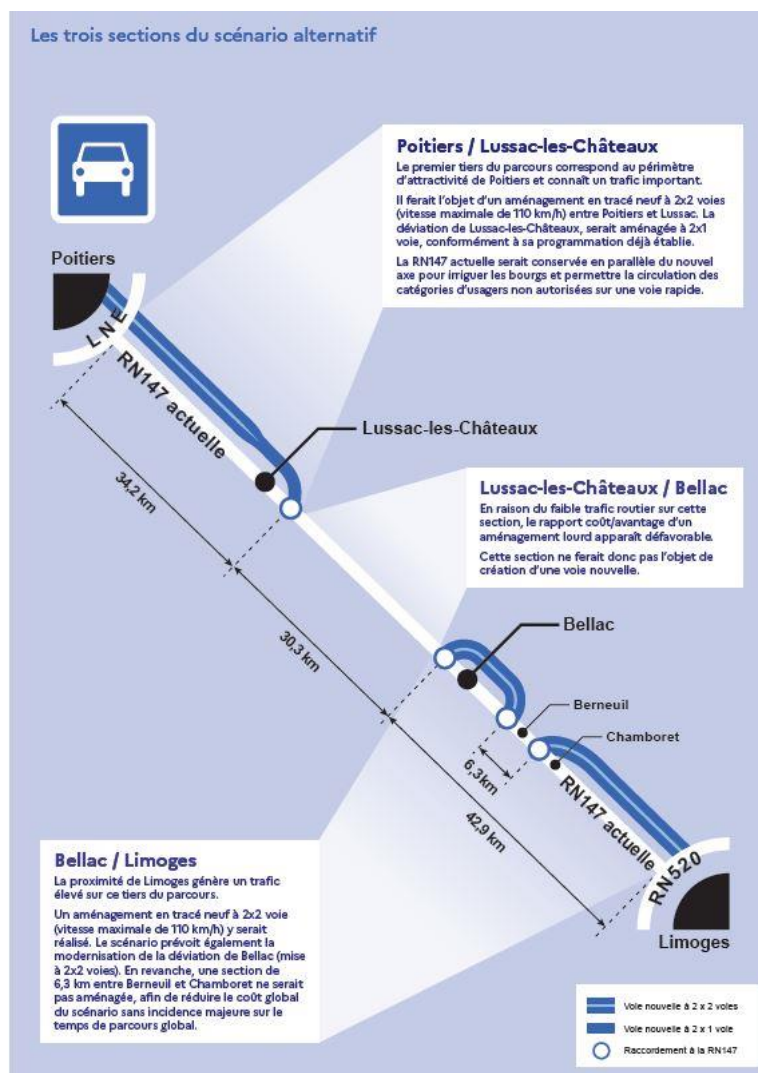 Les trois sections du scénario alternatif
Poitiers / Lussac-les-Châteaux
Le premier tiers du parcours correspond au périmètre
d'attractivité de Poitiers et connaît un trafic important.
Il ferait l'objet d'un aménagement en tracé neuf à 2x2 voies
(vitesse maximale de 110 km/h) entre Poitiers et Lussac. La
déviation de Lussac-les-Châteaux, serait aménagée à 2x1
voie, conformément à sa programmation déjà établie.
La RN147 actuelle serait conservée en parallèle du nouvel
axe pour irriguer les bourgs et permettre la circulation des
catégories d'usagers non autorisées sur une voie rapide.
Poitiers
LNE
RN147 actuelle
Lussac-les-Châteaux
34,2 km
Lussac-les-Châteaux / Bellac
En raison du faible trafic routier sur cette
section, le rapport coût/avantage d'un
aménagement lourd apparaît défavorable.
Cette section ne ferait donc pas l'objet de
création d'une voie nouvelle.
30,3 km
Bellac
Berneuil
Chamboret
6,3km
42,9 km
RN147 actuelle
RN520
Limoges
Bellac / Limoges
La proximité de Limoges génère un trafic
élevé sur ce tiers du parcours.
Un aménagement en tracé neuf à 2x2 voie
(vitesse maximale de 110 km/h) y serait
réalisé. Le scénario prévoit également la
modernisation de la déviation de Bellac (mise
à 2x2 voies). En revanche, une section de
6,3 km entre Berneuil et Chamboret ne serait
pas aménagée, afin de réduire le coût global
du scénario sans incidence majeure sur le
temps de parcours global.
Voie nouvelle à 2 x 2 voies
Voie nouvelle à 2 x 1 voie
Raccordement à la RN147